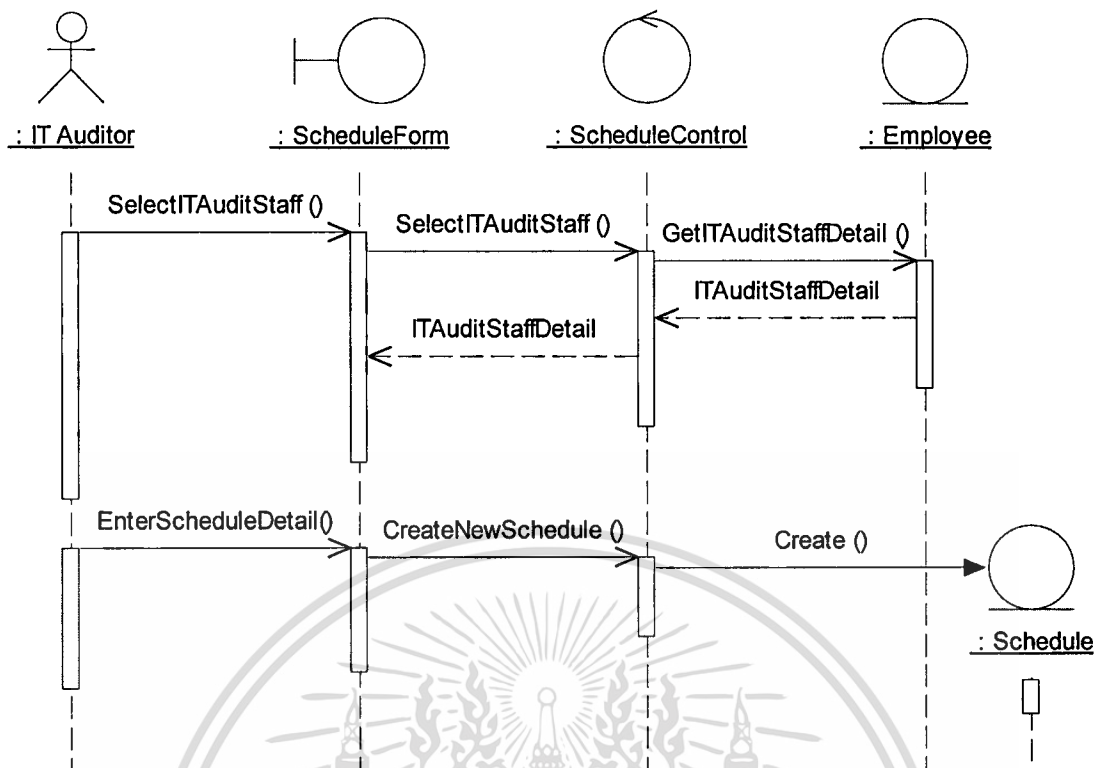 : IT Auditor
: ScheduleForm
: ScheduleControl
: Employee
SelectITAuditStaff ()
SelectITAuditStaff ()
GetITAuditStaffDetail ()
ITAuditStaffDetail
ITAuditStaffDetail
EnterScheduleDetail()
CreateNewSchedule ()
Create ()
: Schedule